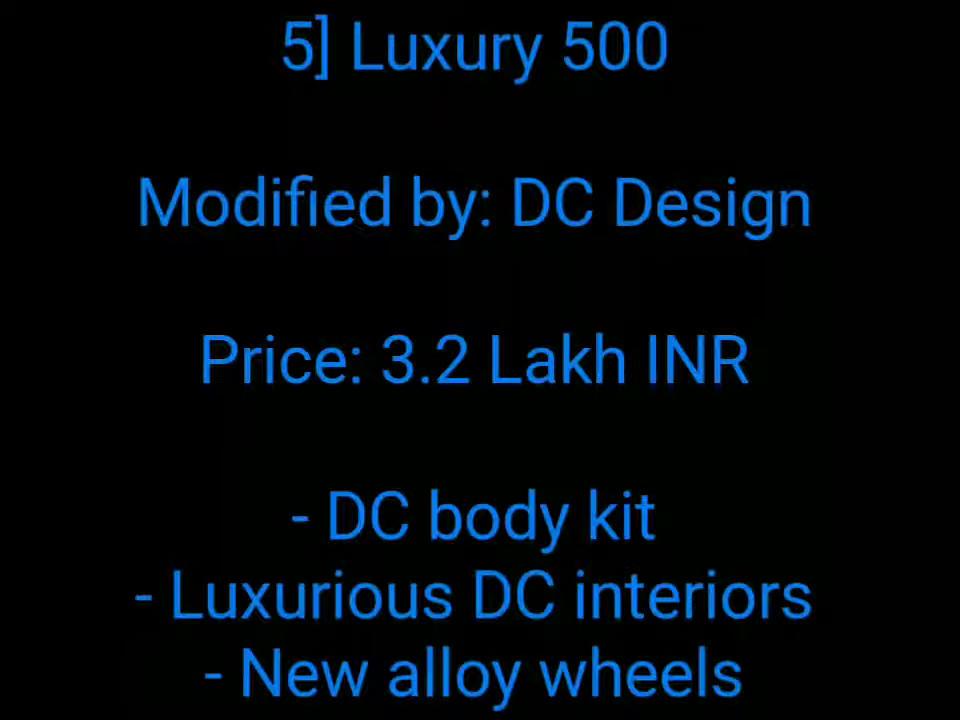 5] Luxury 500
Modified by: DC Design
Price: 3.2 Lakh INR
- DC body kit
- Luxurious DC interiors
- New alloy wheels